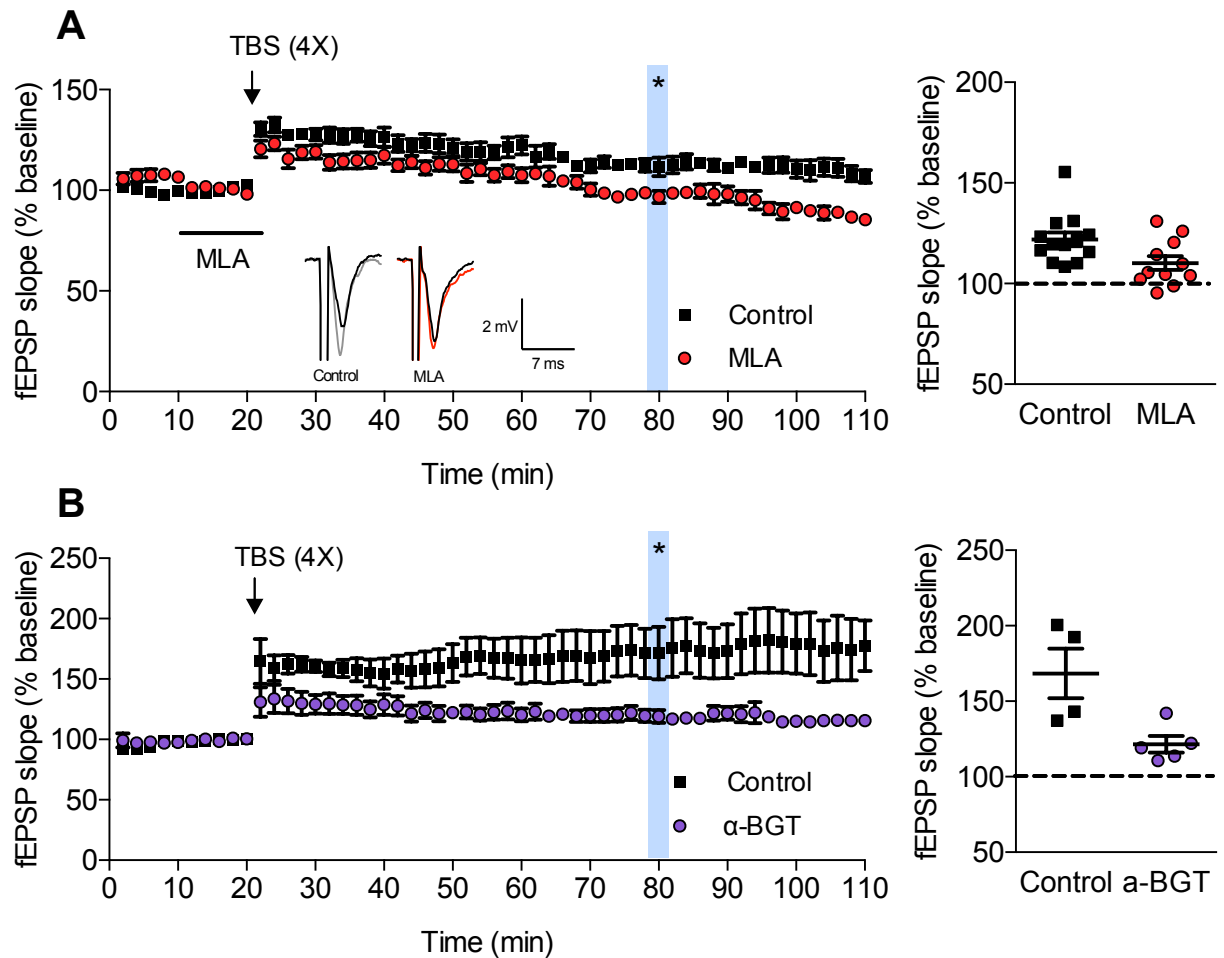 A
TBS (4X)
*
fEPSP slope (% baseline)
150
100
50
0
MLA
Control
MLA
2 mV
7 ms
Control
MLA
0 10 20 30 40 50 60 70 80 90 100 110
Time (min)
fEPSP slope (% baseline)
200
150
100
50
Control MLA
B
TBS (4X)
*
fEPSP slope (% baseline)
250
200
150
100
50
0
Control
α-BGT
0 10 20 30 40 50 60 70 80 90 100 110
Time (min)
fEPSP slope (% baseline)
250
200
150
100
50
Control a-BGT